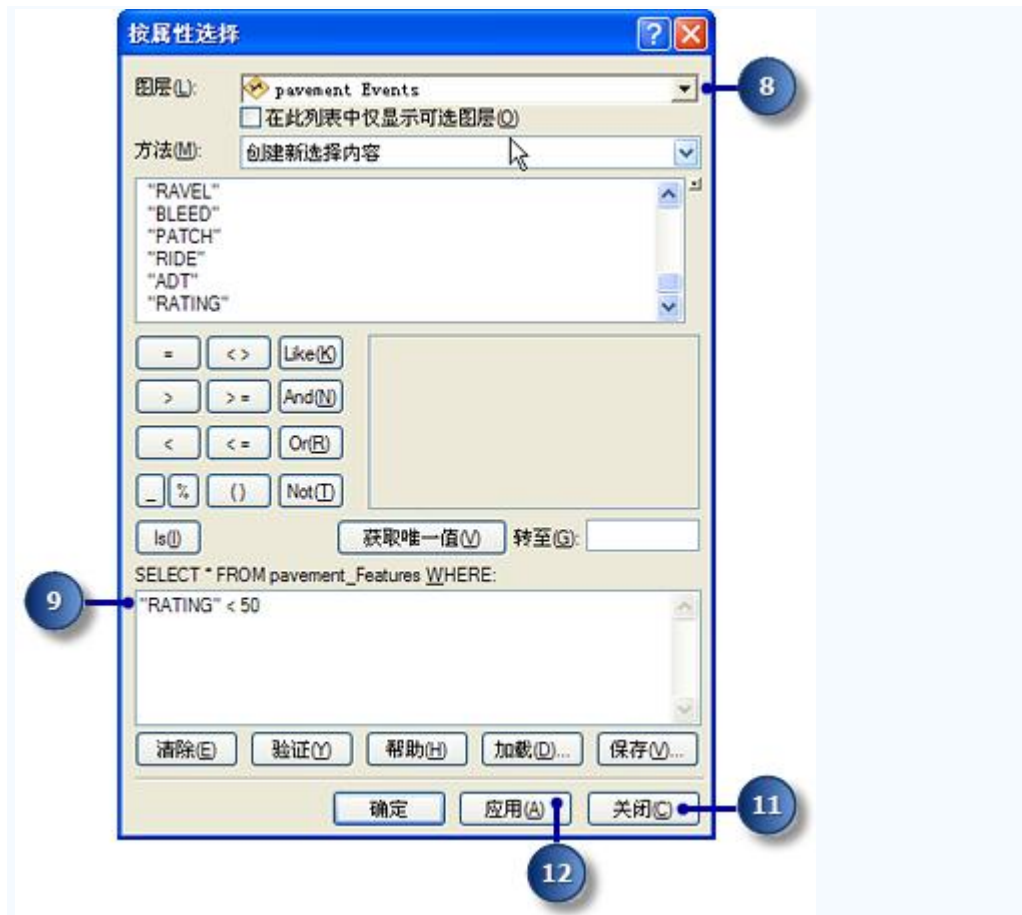 按属性选择
图层(L): pavement Events 8
在此列表中仅显示可选图层(O)
方法(M): 创建新选择内容
"RAVEL"
"BLEED"
"PATCH"
"RIDE"
"ADT"
"RATING"
= <> Like(K)
> >= And(N)
< <= Or(R)
_ % () Not(T)
Is(I) 获取唯一值(V) 转至(G):
SELECT * FROM pavement_Features WHERE:
9 "RATING" < 50
清除(E) 验证(Y) 帮助(H) 加载(D)... 保存(V)...
确定 应用(A) 关闭(C) 11
12